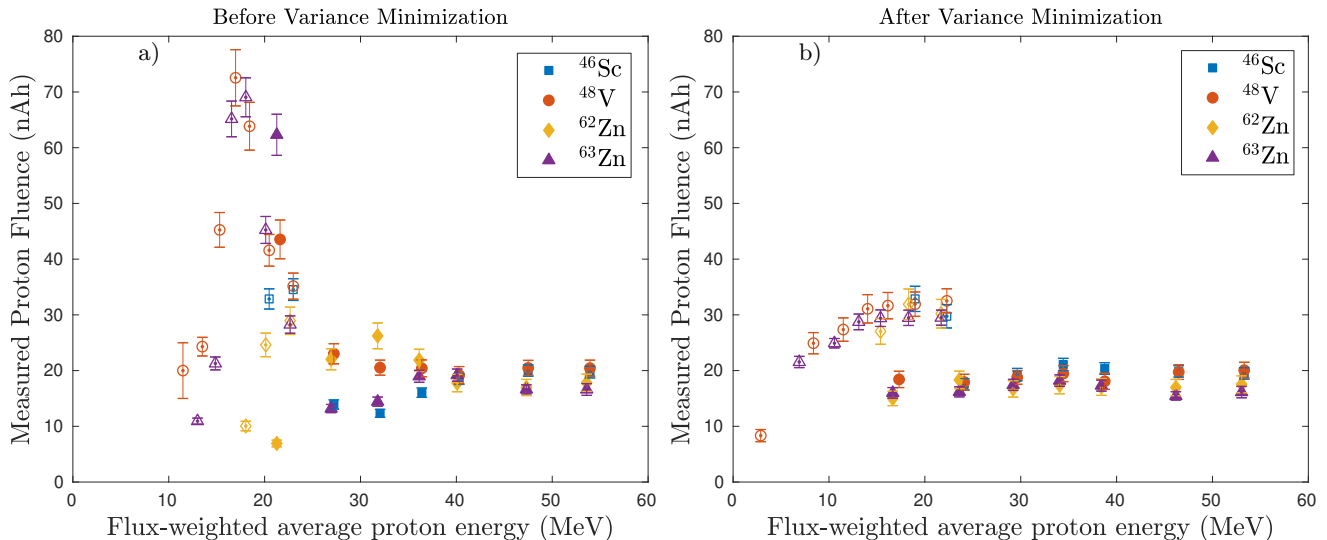 Before Variance Minimization
a)
Measured Proton Fluence (nAh)
80
70
60
50
40
30
20
10
0
⁴⁶Sc
⁴⁸V
⁶²Zn
⁶³Zn
0 10 20 30 40 50 60
Flux-weighted average proton energy (MeV)
After Variance Minimization
b)
Measured Proton Fluence (nAh)
80
70
60
50
40
30
20
10
0
⁴⁶Sc
⁴⁸V
⁶²Zn
⁶³Zn
0 10 20 30 40 50 60
Flux-weighted average proton energy (MeV)